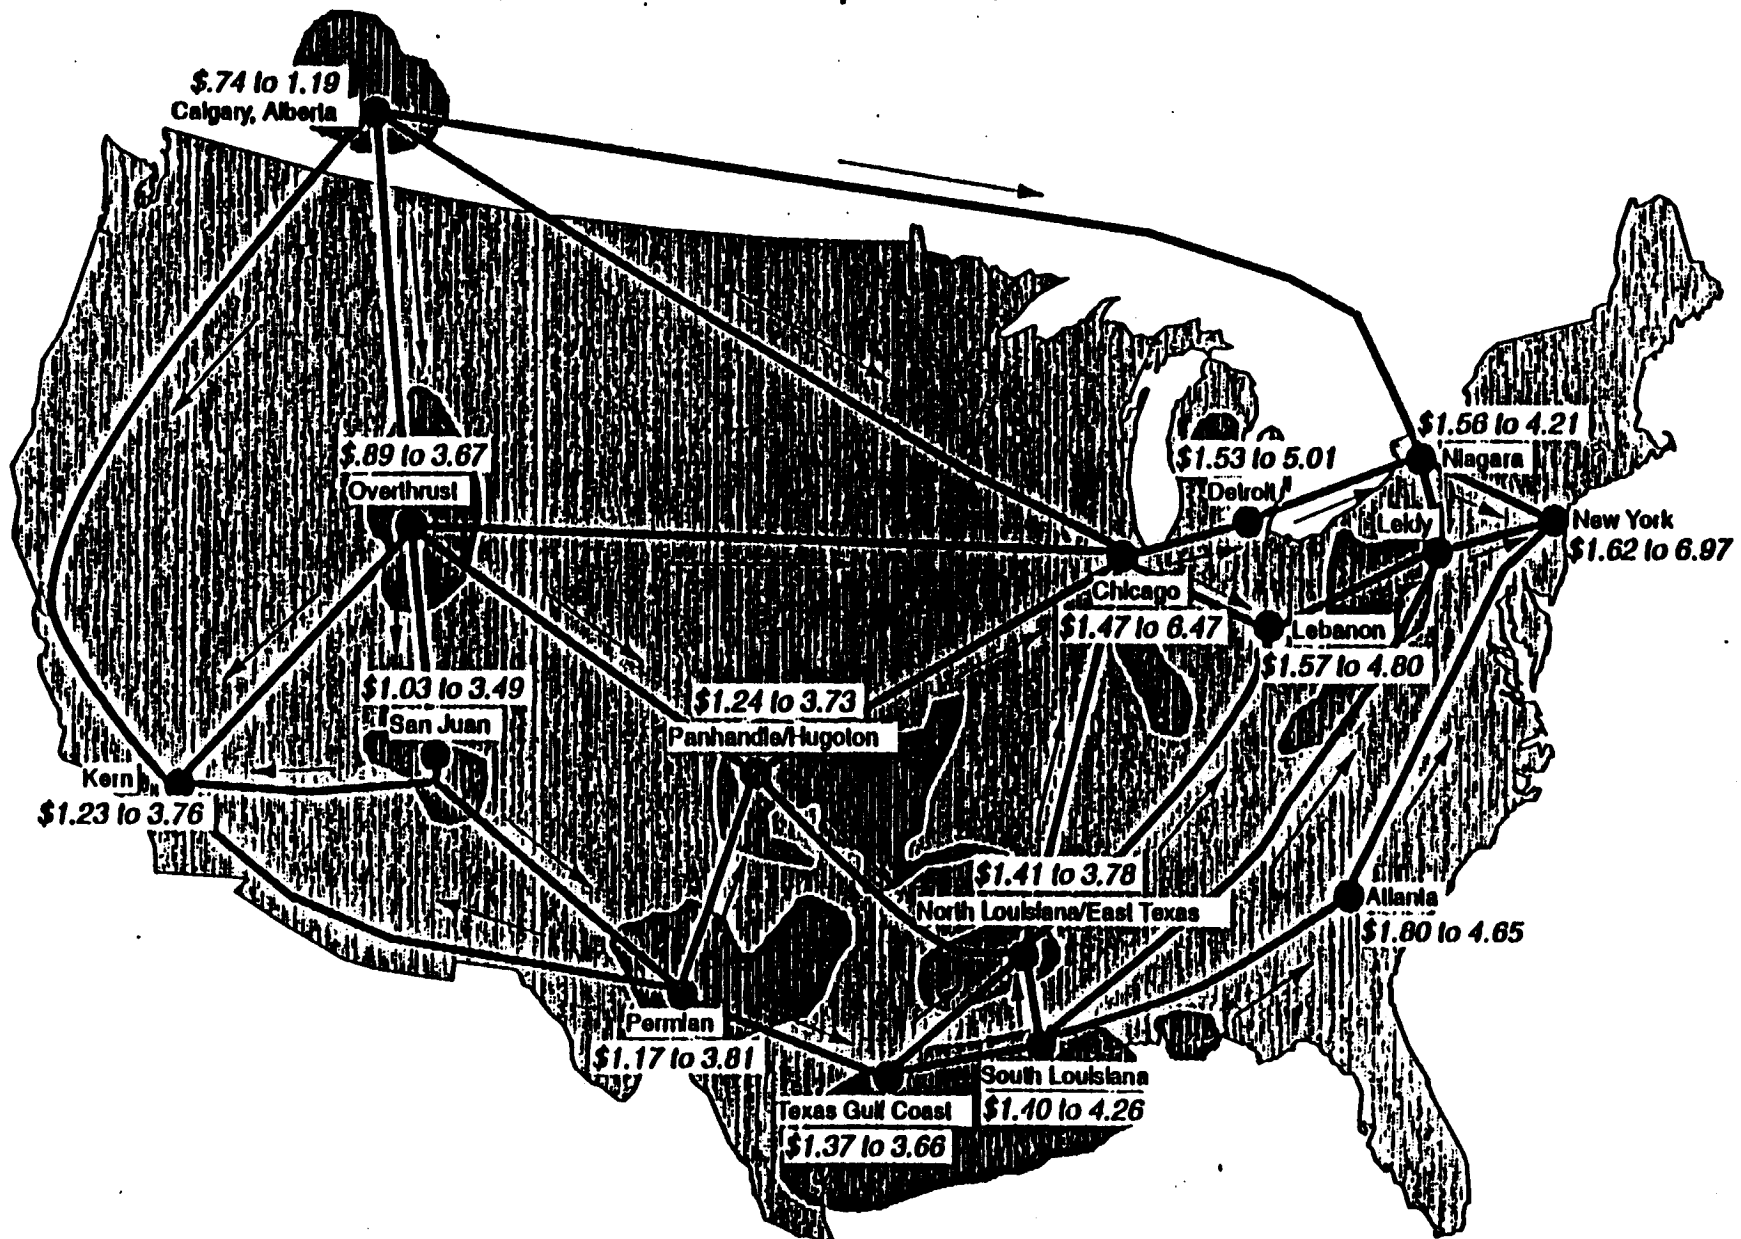 $.74 to 1.19
Calgary, Alberta
$1.56 to 4.21
Niagara
$.89 to 3.67
Overthrust
$1.53 to 5.01
Detroit
Leidy
New York
$1.62 to 6.97
Chicago
$1.47 to 6.47
Lebanon
$1.57 to 4.80
$1.03 to 3.49
San Juan
$1.24 to 3.73
Panhandle/Hugoton
Kern
$1.23 to 3.76
$1.41 to 3.78
North Louisiana/East Texas
Atlanta
$1.80 to 4.65
Permian
$1.17 to 3.81
South Louisiana
$1.40 to 4.26
Texas Gulf Coast
$1.37 to 3.66